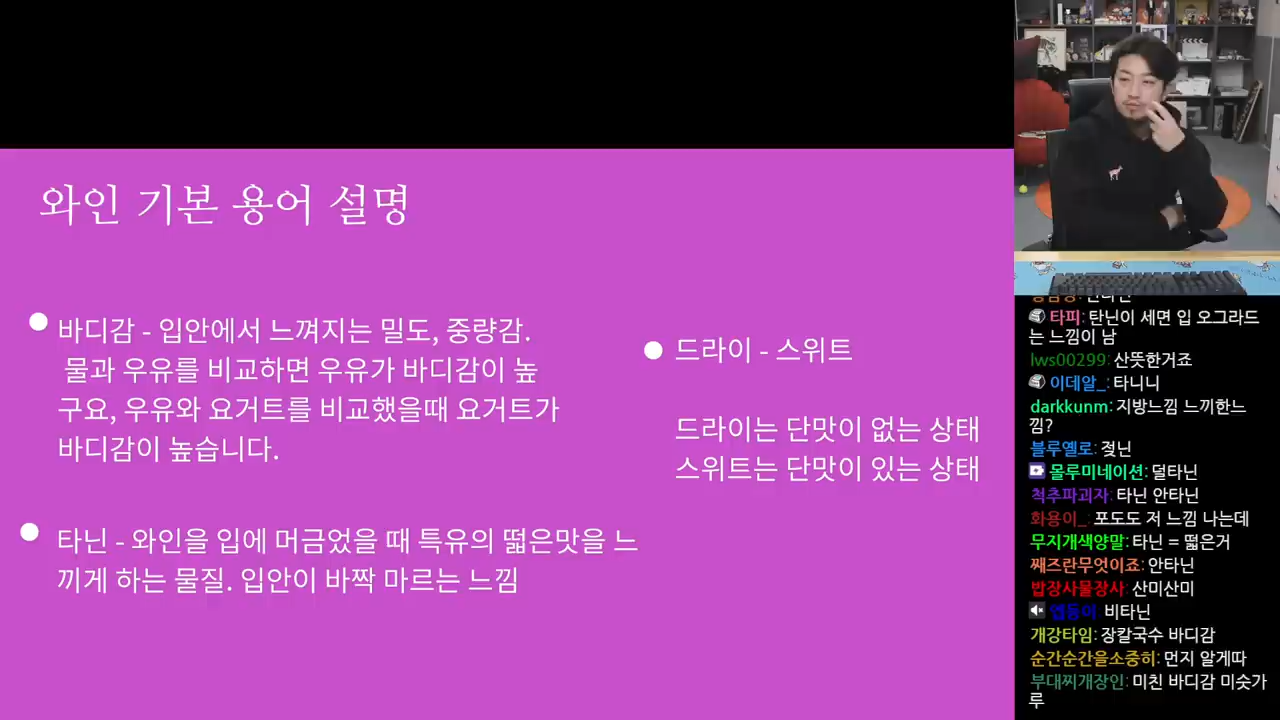 와인 기본 용어 설명
바디감 - 입안에서 느껴지는 밀도, 중량감.
물과 우유를 비교하면 우유가 바디감이 높
구요, 우유와 요거트를 비교했을때 요거트가
바디감이 높습니다.
타닌 - 와인을 입에 머금었을 때 특유의 떫은맛을 느
끼게 하는 물질. 입안이 바짝 마르는 느낌
드라이 - 스위트
드라이는 단맛이 없는 상태
스위트는 단맛이 있는 상태
타피: 탄닌이 세면 입 오그라드
는 느낌이 남
lws00299: 산뜻한거죠
이데알_: 타니니
darkkunm: 지방느낌 느끼한느
낌?
블루옐로: 젖닌
몰루미네이션: 덜타닌
척추파괴자: 타닌 안타닌
화용이_: 포도도 저 느낌 나는데
무지개색양말: 타닌 = 떫은거
째즈란무엇이죠: 안타닌
밥장사물장사: 산미산미
비타닌
개강타임: 장칼국수 바디감
순간순간을소중히: 먼지 알게따
부대찌개장인: 미친 바디감 미숫가
루